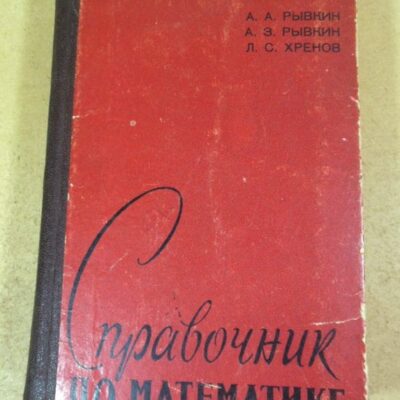 А. А. РЫВКИН
А. З. РЫВКИН
Л. С. ХРЕНОВ
Справочник
ПО МАТЕМАТИКЕ